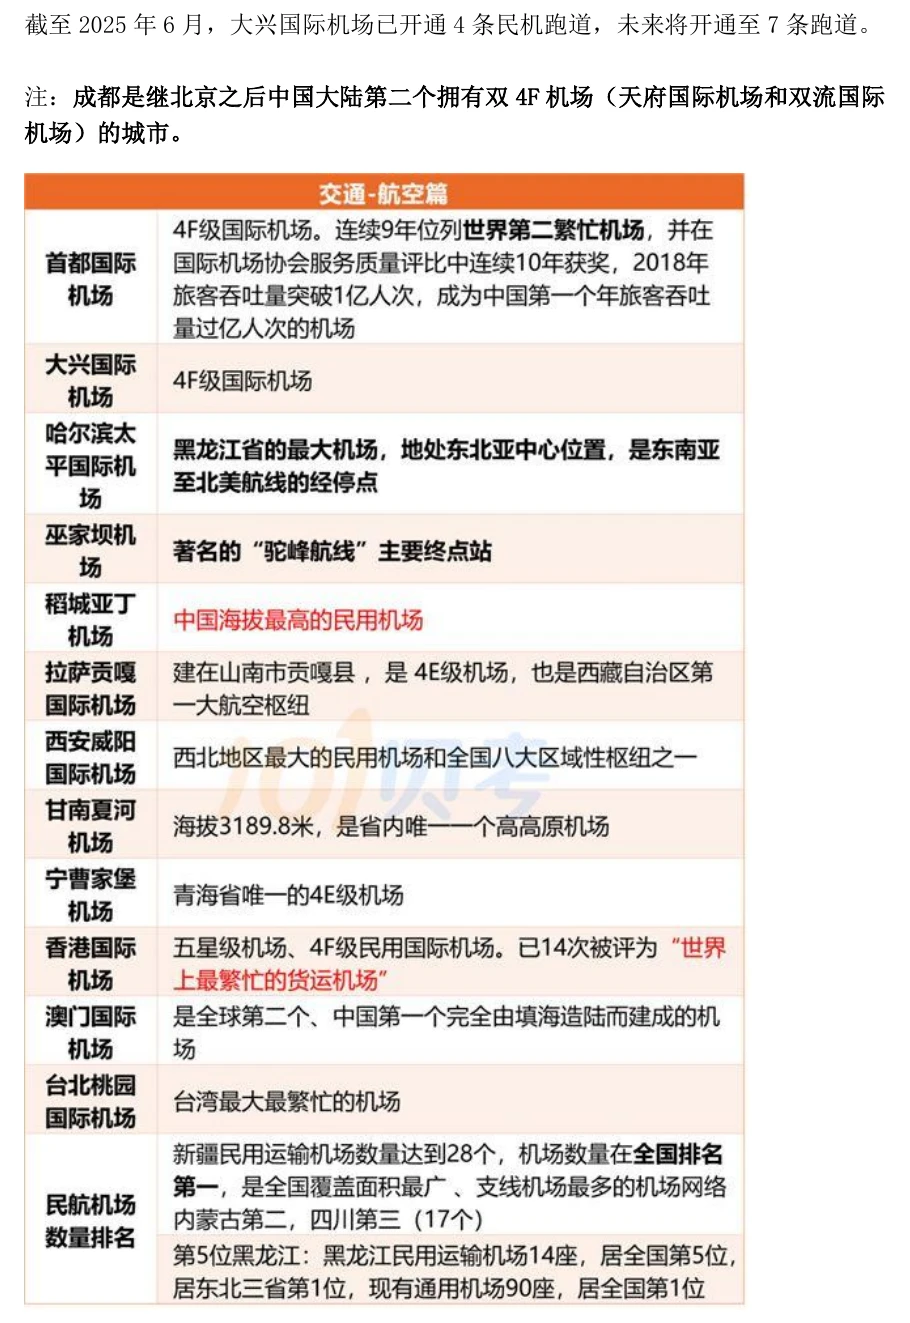 截至 2025 年 6 月，大兴国际机场已开通 4 条民机跑道，未来将开通至 7 条跑道。
注：成都是继北京之后中国大陆第二个拥有双 4F 机场（天府国际机场和双流国际
机场）的城市。
交通-航空篇
首都国际
机场
4F级国际机场。连续9年位列世界第二繁忙机场，并在
国际机场协会服务质量评比中连续10年获奖，2018年
旅客吞吐量突破1亿人次，成为中国第一个年旅客吞吐
量过亿人次的机场
大兴国际
机场
4F级国际机场
哈尔滨太
平国际机
场
黑龙江省的最大机场，地处东北亚中心位置，是东南亚
至北美航线的经停点
巫家坝机
场
著名的“驼峰航线”主要终点站
稻城亚丁
机场
中国海拔最高的民用机场
拉萨贡嘎
国际机场
建在山南市贡嘎县 ，是 4E级机场，也是西藏自治区第
一大航空枢纽
西安咸阳
国际机场
西北地区最大的民用机场和全国八大区域性枢纽之一
甘南夏河
机场
海拔3189.8米，是省内唯一一个高高原机场
宁曹家堡
机场
青海省唯一的4E级机场
香港国际
机场
五星级机场、4F级民用国际机场。已14次被评为“世界
上最繁忙的货运机场”
澳门国际
机场
是全球第二个、中国第一个完全由填海造陆而建成的机
场
台北桃园
国际机场
台湾最大最繁忙的机场
民航机场
数量排名
新疆民用运输机场数量达到28个，机场数量在全国排名
第一，是全国覆盖面积最广 、支线机场最多的机场网络
内蒙古第二，四川第三（17个）
第5位黑龙江：黑龙江民用运输机场14座，居全国第5位，
居东北三省第1位，现有通用机场90座，居全国第1位
101贝考